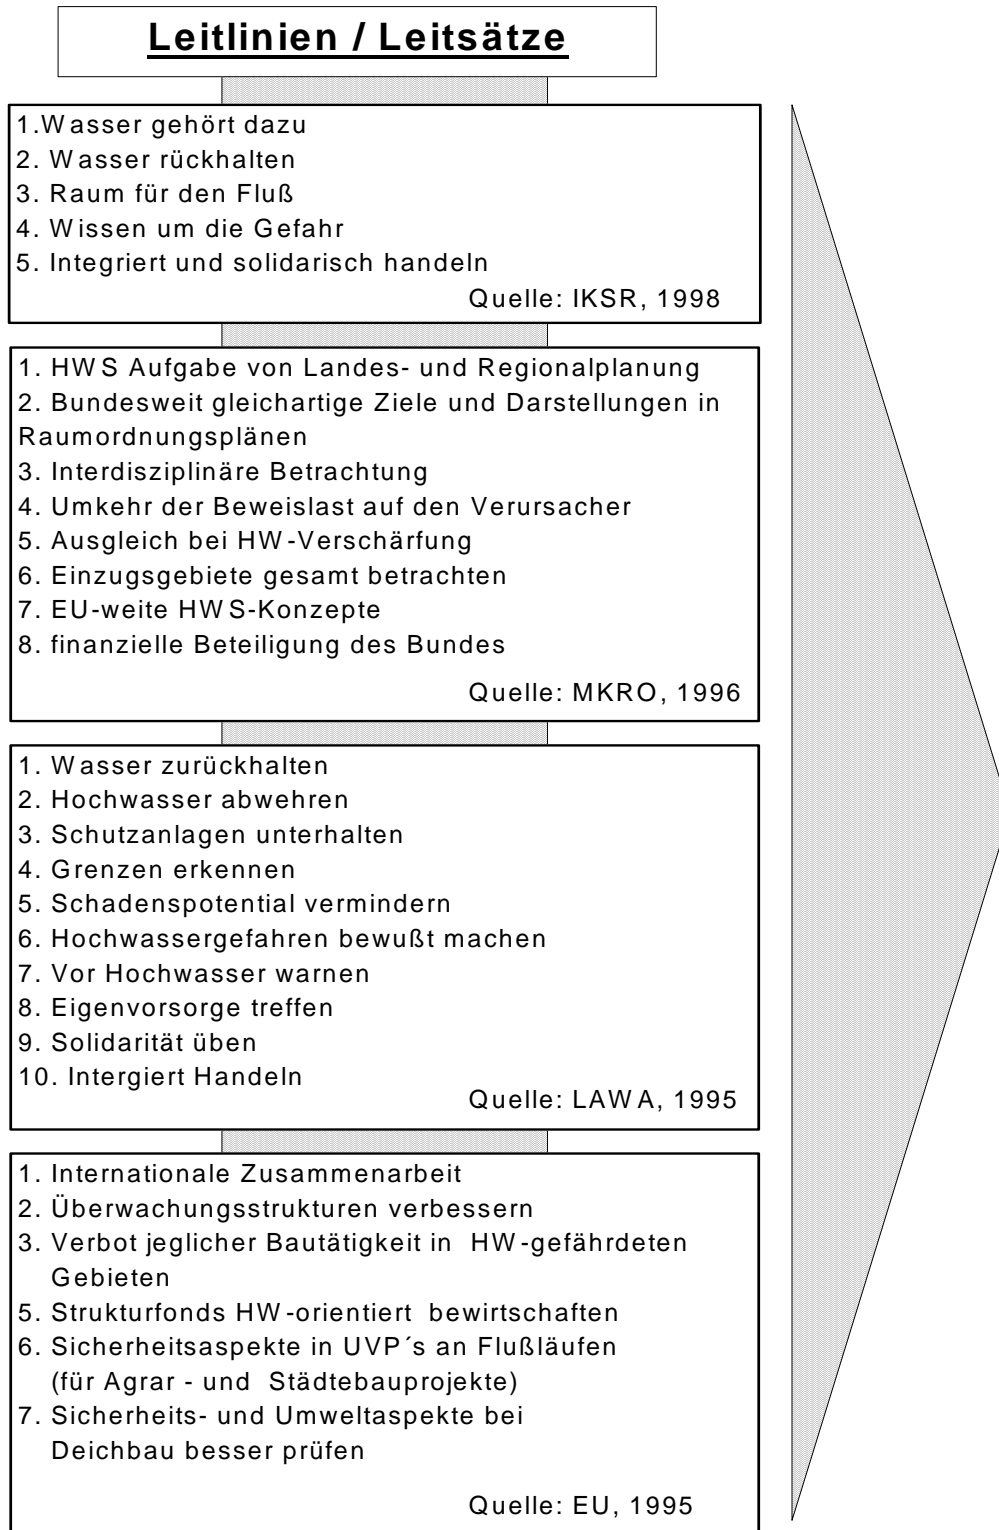 Leitlinien / Leitsätze
1.Wasser gehört dazu
2. Wasser rückhalten
3. Raum für den Fluß
4. Wissen um die Gefahr
5. Integriert und solidarisch handeln
Quelle: IKSR, 1998
1. HWS Aufgabe von Landes- und Regionalplanung
2. Bundesweit gleichartige Ziele und Darstellungen in
Raumordnungsplänen
3. Interdisziplinäre Betrachtung
4. Umkehr der Beweislast auf den Verursacher
5. Ausgleich bei HW-Verschärfung
6. Einzugsgebiete gesamt betrachten
7. EU-weite HWS-Konzepte
8. finanzielle Beteiligung des Bundes
Quelle: MKRO, 1996
1. Wasser zurückhalten
2. Hochwasser abwehren
3. Schutzanlagen unterhalten
4. Grenzen erkennen
5. Schadenspotential vermindern
6. Hochwassergefahren bewußt machen
7. Vor Hochwasser warnen
8. Eigenvorsorge treffen
9. Solidarität üben
10. Intergiert Handeln
Quelle: LAWA, 1995
1. Internationale Zusammenarbeit
2. Überwachungsstrukturen verbessern
3. Verbot jeglicher Bautätigkeit in HW-gefährdeten
Gebieten
5. Strukturfonds HW-orientiert bewirtschaften
6. Sicherheitsaspekte in UVP´s an Flußläufen
(für Agrar - und Städtebauprojekte)
7. Sicherheits- und Umweltaspekte bei
Deichbau besser prüfen
Quelle: EU, 1995